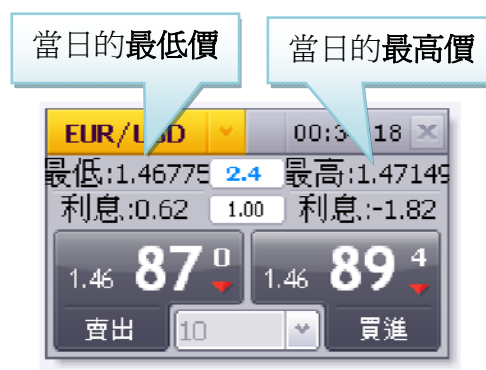 當日的最低價
當日的最高價
EUR/USD 00:3 18
最低:1.46775 2.4 最高:1.47149
利息:0.62 1.00 利息:-1.82
1.46 87 0 1.46 89 4
賣出 10 買進